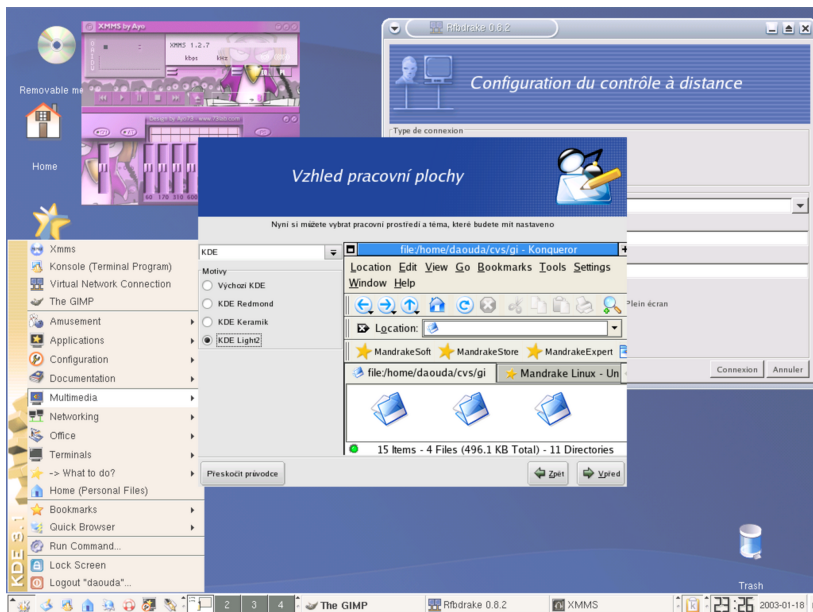 XMMS by Ayo
XMMS 1.2.7
kbps
Removable me
60 170 310 600
Home
Rfbdrake 0.8.2
Configuration du contrôle à distance
Type de connexion
Plein écran
Connexion
Annuler
Vzhled pracovní plochy
Nyní si můžete vybrat pracovní prostředí a téma, které budete mít nastaveno
KDE
Motivy
Výchozí KDE
KDE Redmond
KDE Keramik
KDE Light2
file:/home/daouda/cvs/gi - Konqueror
Location Edit View Go Bookmarks Tools Settings
Window Help
Location:
MandrakeSoft MandrakeStore MandrakeExpert
file:/home/daouda/cvs/gi
Mandrake Linux - Un
15 Items - 4 Files (496.1 KB Total) - 11 Directories
Přeskočit průvodce
Zpět
Vpřed
Xmms
Konsole (Terminal Program)
Virtual Network Connection
The GIMP
Amusement
Applications
Configuration
Documentation
Multimedia
Networking
Office
Terminals
-> What to do?
Home (Personal Files)
Bookmarks
Quick Browser
Run Command...
Lock Screen
Logout "daouda"...
KDE 3.1
Trash
2 3 4
The GIMP
Rfbdrake 0.8.2
XMMS
23:26
2003-01-18